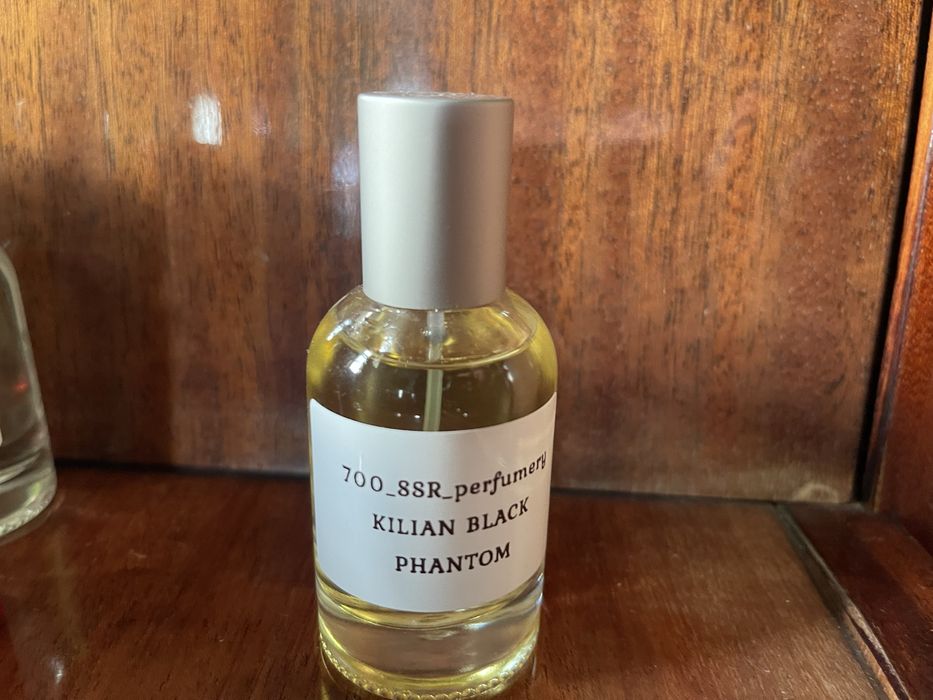 700_88R_perfumery
KILIAN BLACK
PHANTOM